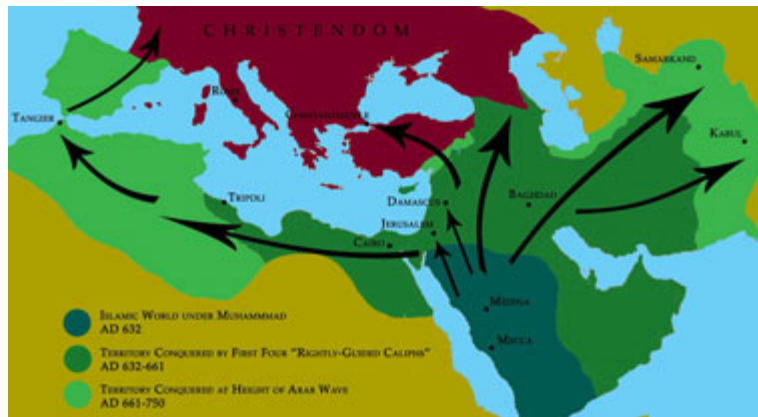 CHRISTENDOM
SAMARKAND
ROME
TANGIER
CONSTANTINOPLE
KABUL
TRIPOLI
DAMASCUS
BAGHDAD
JERUSALEM
CAIRO
MEDINA
MECCA
ISLAMIC WORLD UNDER MUHAMMMAD
AD 632
TERRITORY CONQUERED BY FIRST FOUR "RIGHTLY-GUIDED CALIPHS"
AD 632-661
TERRITORY CONQUERED AT HEIGHT OF ARAB WAVE
AD 661-750